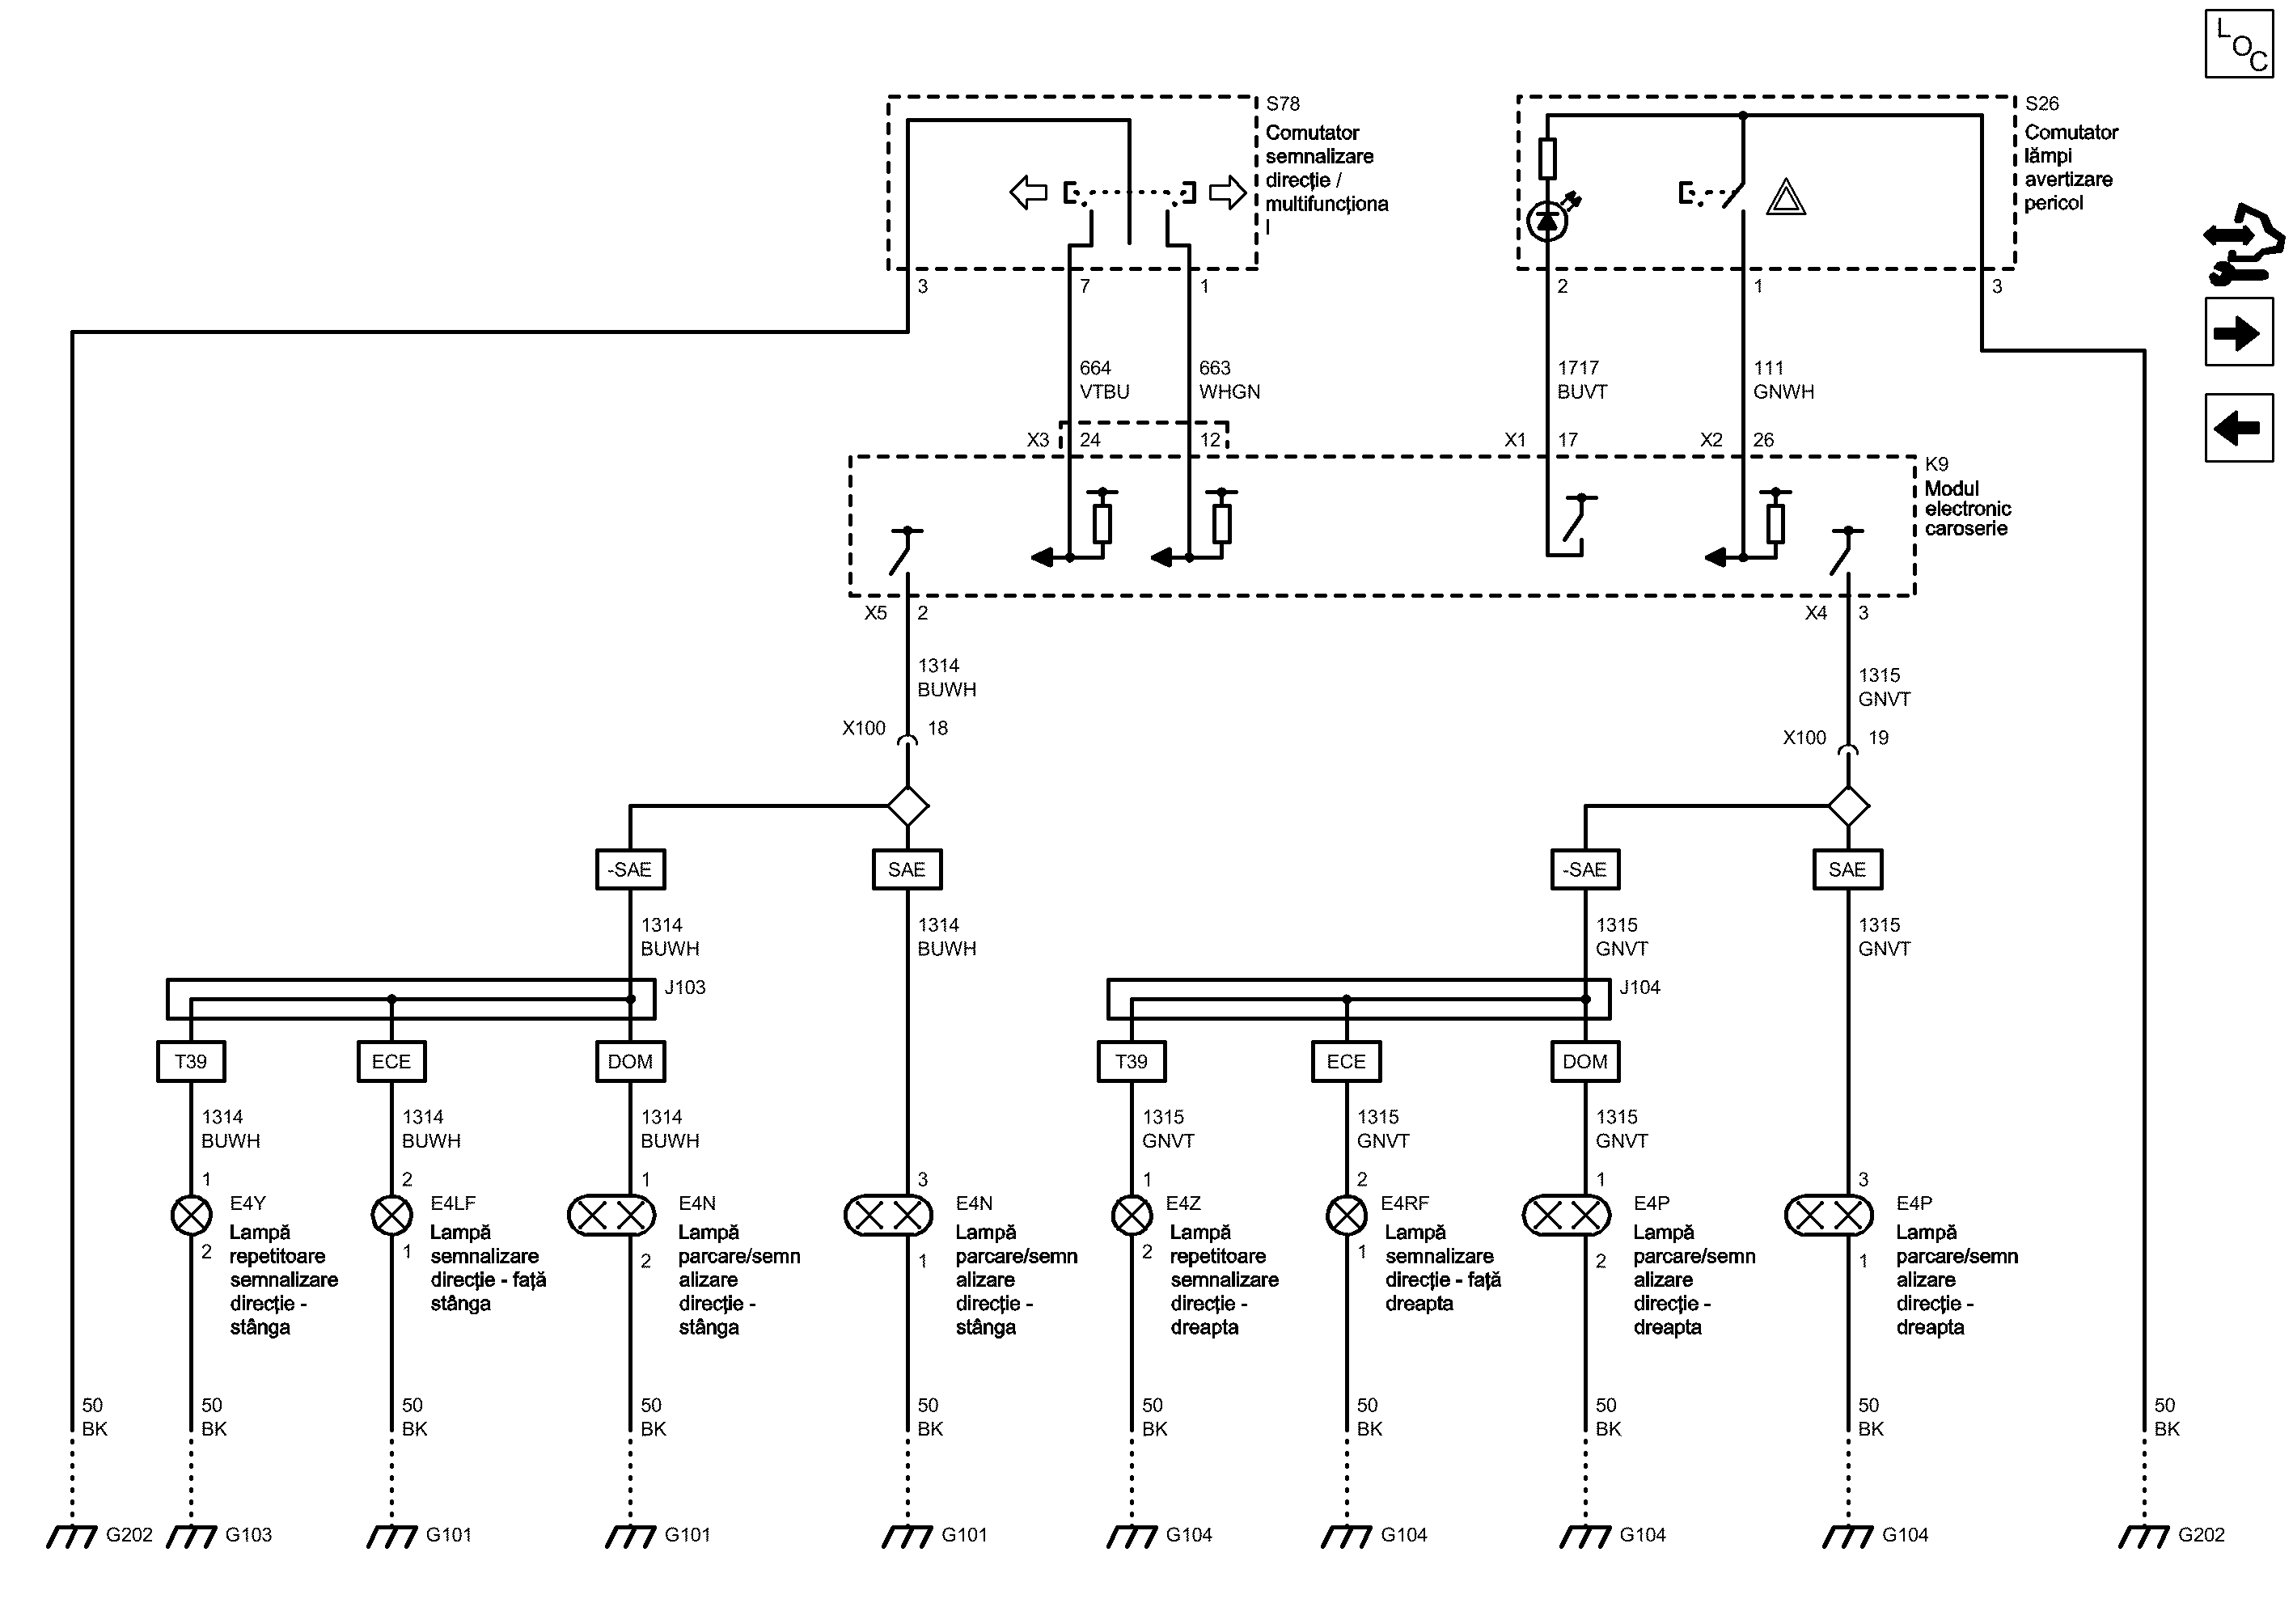 L
O
C
S78
Comutator
semnalizare
direcție /
multifuncționa
l
S26
Comutator
lămpi
avertizare
pericol
3
7
1
2
1
3
664
VTBU
663
WHGN
1717
BUVT
111
GNWH
X3
24
12
X1
17
X2
26
K9
Modul
electronic
caroserie
X5
2
X4
3
1314
BUWH
1315
GNVT
X100
18
X100
19
-SAE
SAE
-SAE
SAE
1314
BUWH
1314
BUWH
1315
GNVT
1315
GNVT
J103
J104
T39
ECE
DOM
T39
ECE
DOM
1314
BUWH
1314
BUWH
1314
BUWH
1315
GNVT
1315
GNVT
1315
GNVT
1
E4Y
Lampă
repetitoare
semnalizare
direcție -
stânga
2
2
E4LF
Lampă
semnalizare
direcție - față
stânga
1
1
E4N
Lampă
parcare/semn
alizare
direcție -
stânga
2
3
E4N
Lampă
parcare/semn
alizare
direcție -
stânga
1
1
E4Z
Lampă
repetitoare
semnalizare
direcție -
dreapta
2
2
E4RF
Lampă
semnalizare
direcție - față
dreapta
1
1
E4P
Lampă
parcare/semn
alizare
direcție -
dreapta
2
3
E4P
Lampă
parcare/semn
alizare
direcție -
dreapta
1
50
BK
50
BK
50
BK
50
BK
50
BK
50
BK
50
BK
50
BK
50
BK
50
BK
G202
G103
G101
G101
G101
G104
G104
G104
G104
G202